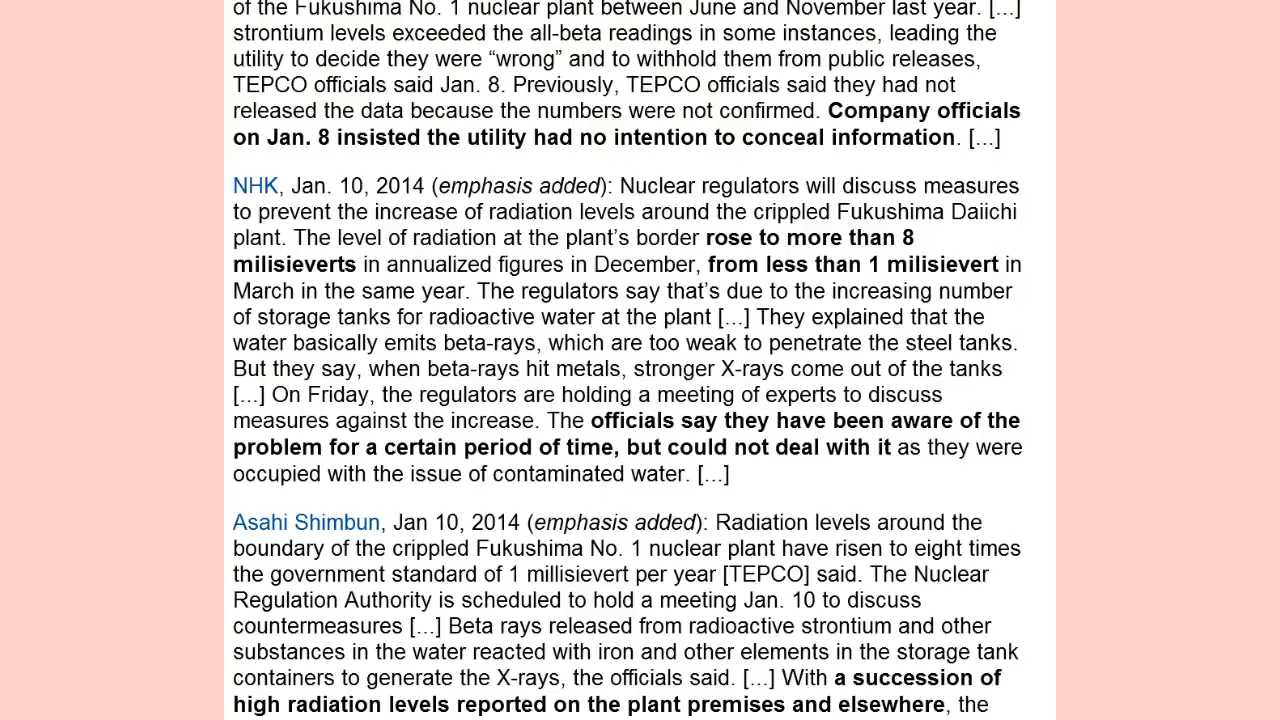 of the Fukushima No. 1 nuclear plant between June and November last year. [...]
strontium levels exceeded the all-beta readings in some instances, leading the
utility to decide they were “wrong” and to withhold them from public releases,
TEPCO officials said Jan. 8. Previously, TEPCO officials said they had not
released the data because the numbers were not confirmed. Company officials
on Jan. 8 insisted the utility had no intention to conceal information. [...]
NHK, Jan. 10, 2014 (emphasis added): Nuclear regulators will discuss measures
to prevent the increase of radiation levels around the crippled Fukushima Daiichi
plant. The level of radiation at the plant’s border rose to more than 8
milisieverts in annualized figures in December, from less than 1 milisievert in
March in the same year. The regulators say that’s due to the increasing number
of storage tanks for radioactive water at the plant [...] They explained that the
water basically emits beta-rays, which are too weak to penetrate the steel tanks.
But they say, when beta-rays hit metals, stronger X-rays come out of the tanks
[...] On Friday, the regulators are holding a meeting of experts to discuss
measures against the increase. The officials say they have been aware of the
problem for a certain period of time, but could not deal with it as they were
occupied with the issue of contaminated water. [...]
Asahi Shimbun, Jan 10, 2014 (emphasis added): Radiation levels around the
boundary of the crippled Fukushima No. 1 nuclear plant have risen to eight times
the government standard of 1 millisievert per year [TEPCO] said. The Nuclear
Regulation Authority is scheduled to hold a meeting Jan. 10 to discuss
countermeasures [...] Beta rays released from radioactive strontium and other
substances in the water reacted with iron and other elements in the storage tank
containers to generate the X-rays, the officials said. [...] With a succession of
high radiation levels reported on the plant premises and elsewhere, the